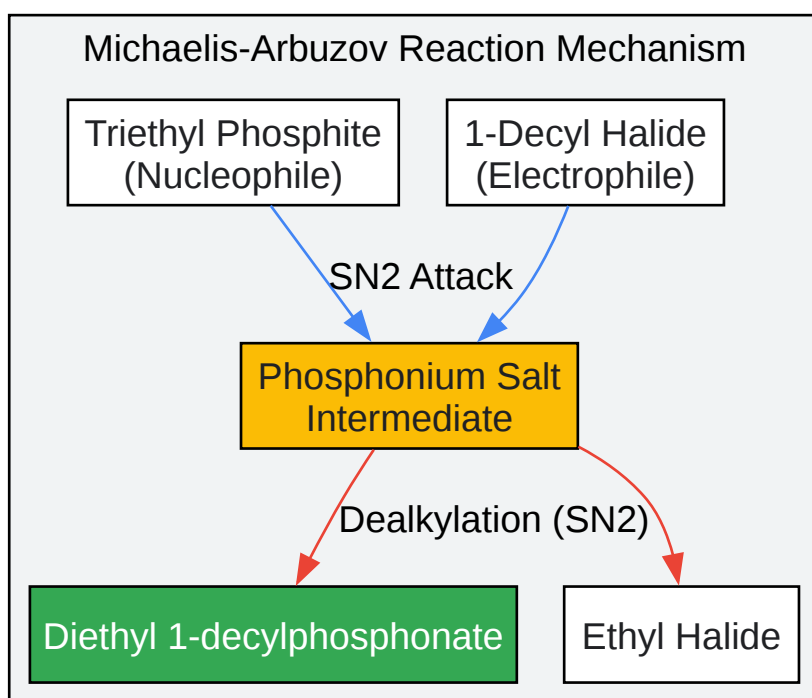 Michaelis-Arbuzov Reaction Mechanism
Triethyl Phosphite
(Nucleophile)
1-Decyl Halide
(Electrophile)
SN2 Attack
Phosphonium Salt
Intermediate
Dealkylation (SN2)
Diethyl 1-decylphosphonate
Ethyl Halide